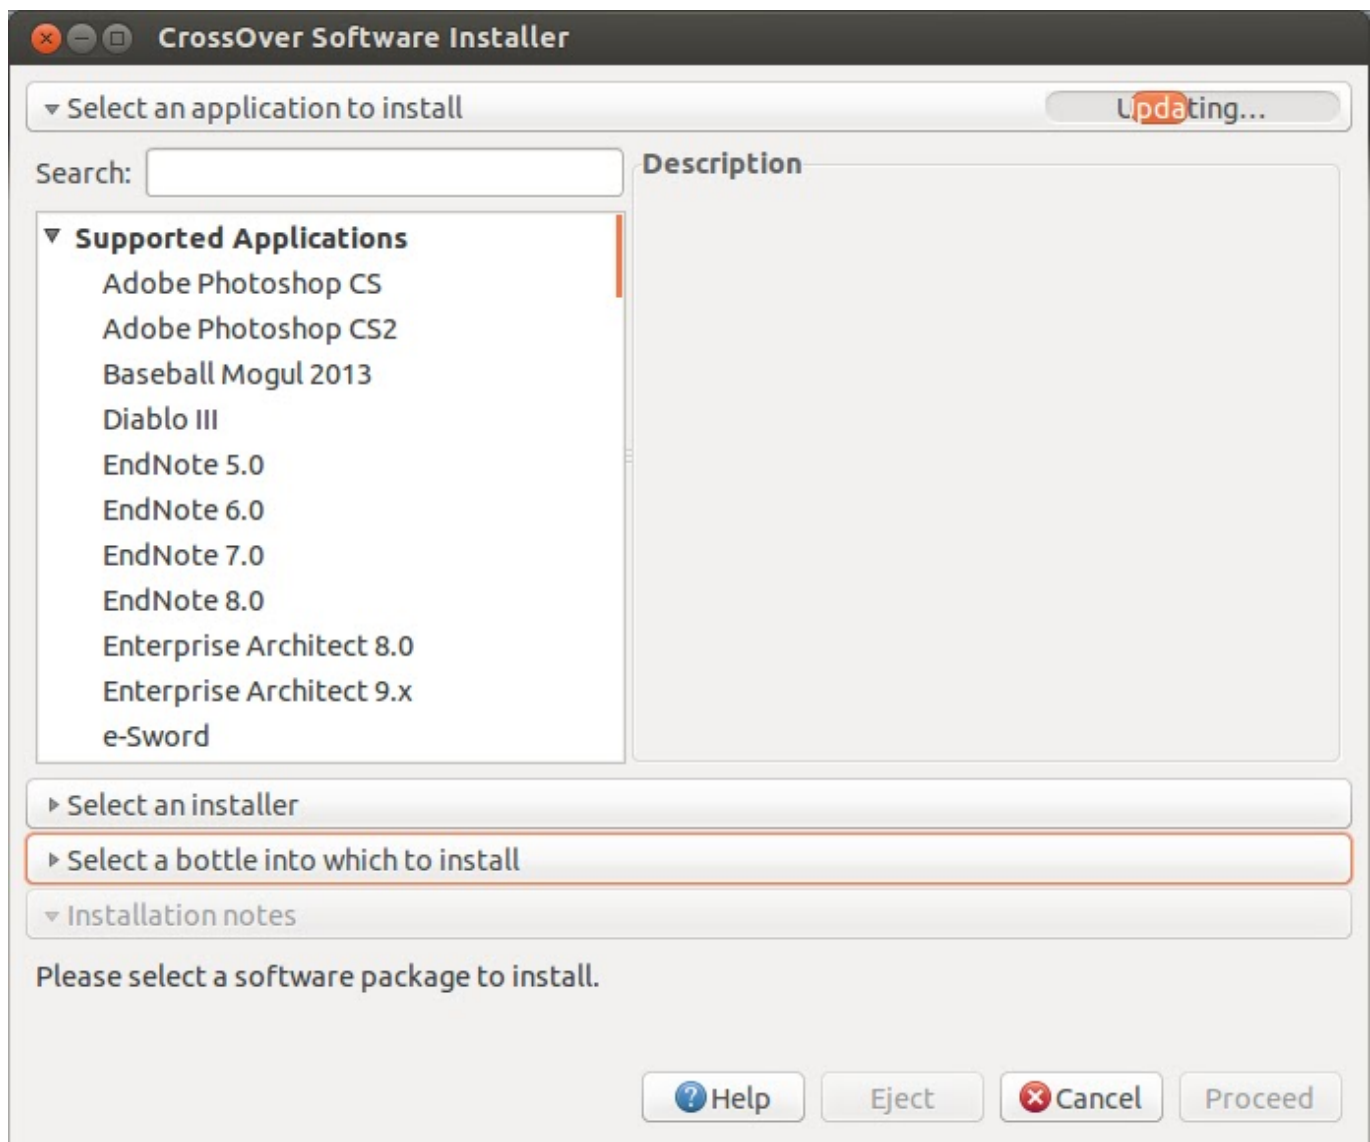 CrossOver Software Installer
Select an application to install
Updating...
Search:
Description
Supported Applications
Adobe Photoshop CS
Adobe Photoshop CS2
Baseball Mogul 2013
Diablo III
EndNote 5.0
EndNote 6.0
EndNote 7.0
EndNote 8.0
Enterprise Architect 8.0
Enterprise Architect 9.x
e-Sword
Select an installer
Select a bottle into which to install
Installation notes
Please select a software package to install.
Help Eject Cancel Proceed